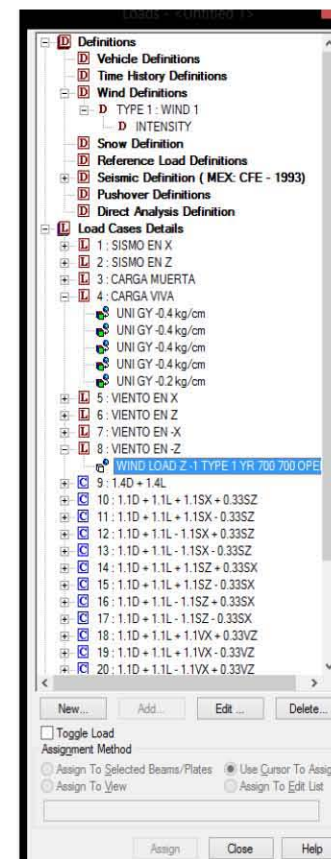 Loads - <Untitled 1>
Definitions
Vehicle Definitions
Time History Definitions
Wind Definitions
TYPE 1 : WIND 1
INTENSITY
Snow Definition
Reference Load Definitions
Seismic Definition ( MEX: CFE - 1993)
Pushover Definitions
Direct Analysis Definition
Load Cases Details
1 : SISMO EN X
2 : SISMO EN Z
3 : CARGA MUERTA
4 : CARGA VIVA
UNI GY -0.4 kg/cm
UNI GY -0.4 kg/cm
UNI GY -0.4 kg/cm
UNI GY -0.4 kg/cm
UNI GY -0.2 kg/cm
5 : VIENTO EN X
6 : VIENTO EN Z
7 : VIENTO EN -X
8 : VIENTO EN -Z
WIND LOAD Z -1 TYPE 1 YR 700 700 OPE
9 : 1.4D + 1.4L
10 : 1.1D + 1.1L + 1.1SX + 0.33SZ
11 : 1.1D + 1.1L + 1.1SX - 0.33SZ
12 : 1.1D + 1.1L - 1.1SX + 0.33SZ
13 : 1.1D + 1.1L - 1.1SX - 0.33SZ
14 : 1.1D + 1.1L + 1.1SZ + 0.33SX
15 : 1.1D + 1.1L + 1.1SZ - 0.33SX
16 : 1.1D + 1.1L - 1.1SZ + 0.33SX
17 : 1.1D + 1.1L - 1.1SZ - 0.33SX
18 : 1.1D + 1.1L + 1.1VX + 0.33VZ
19 : 1.1D + 1.1L + 1.1VX - 0.33VZ
20 : 1.1D + 1.1L - 1.1VX + 0.33VZ
New... Add... Edit ... Delete...
Toggle Load
Assignment Method
Assign To Selected Beams/Plates Use Cursor To Assig
Assign To View Assign To Edit List
Assign Close Help